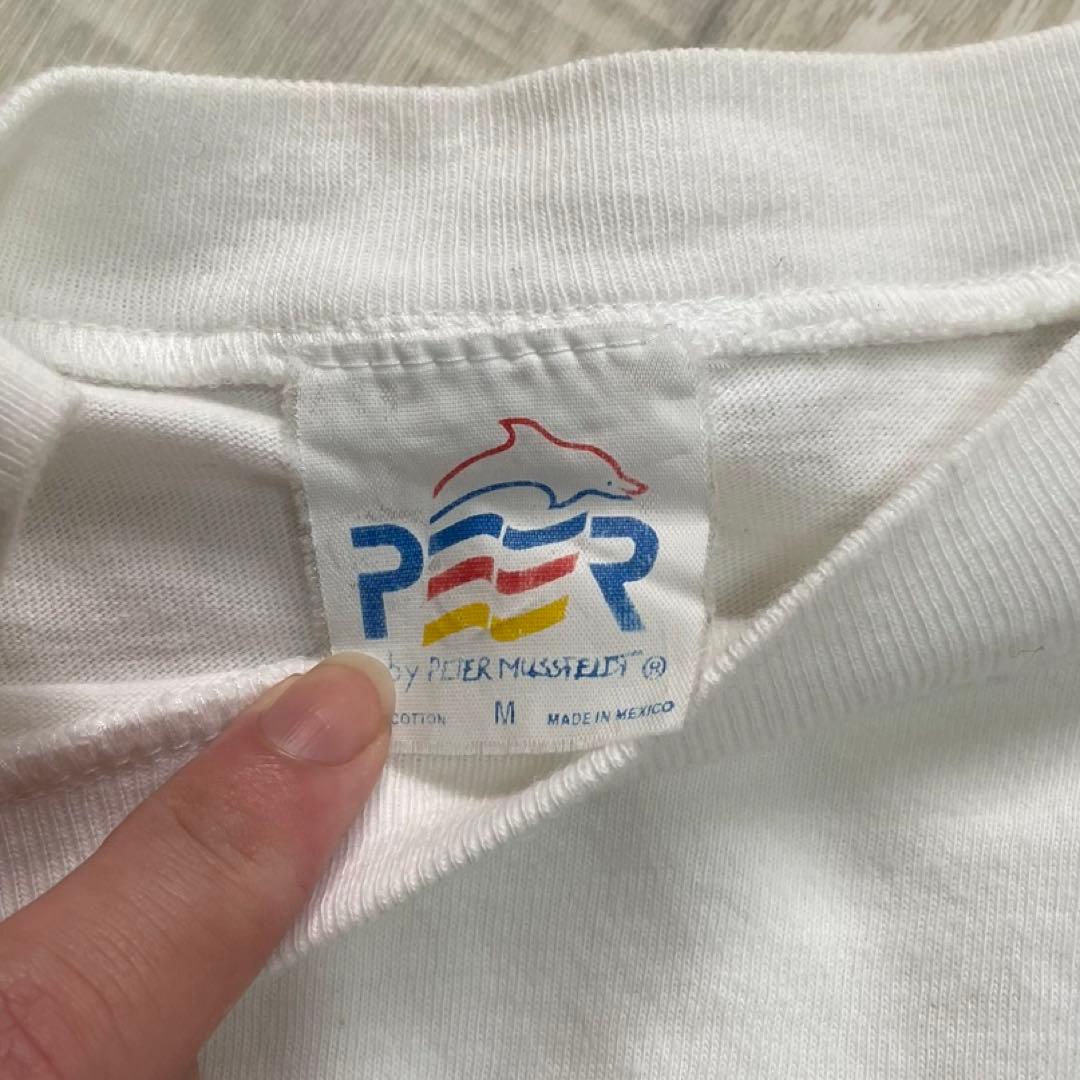 PEER
by PETER MUSSFELDT ®
COTTON M MADE IN MEXICO